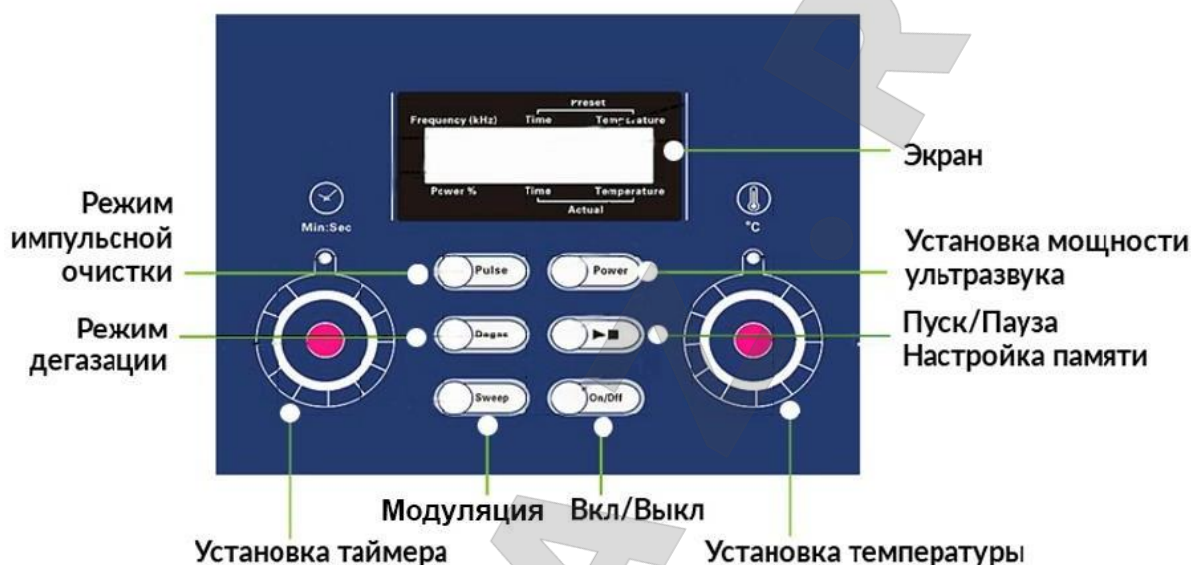 Preset
Frequency (kHz) Time Temperature
Power % Time Temperature
Actual
Min:Sec
°C
Pulse
Power
Degas
Sweep
On/Off
Экран
Режим
импульсной
очистки
Установка мощности
ультразвука
Режим
дегазации
Пуск/Пауза
Настройка памяти
Модуляция
Вкл/Выкл
Установка таймера
Установка температуры